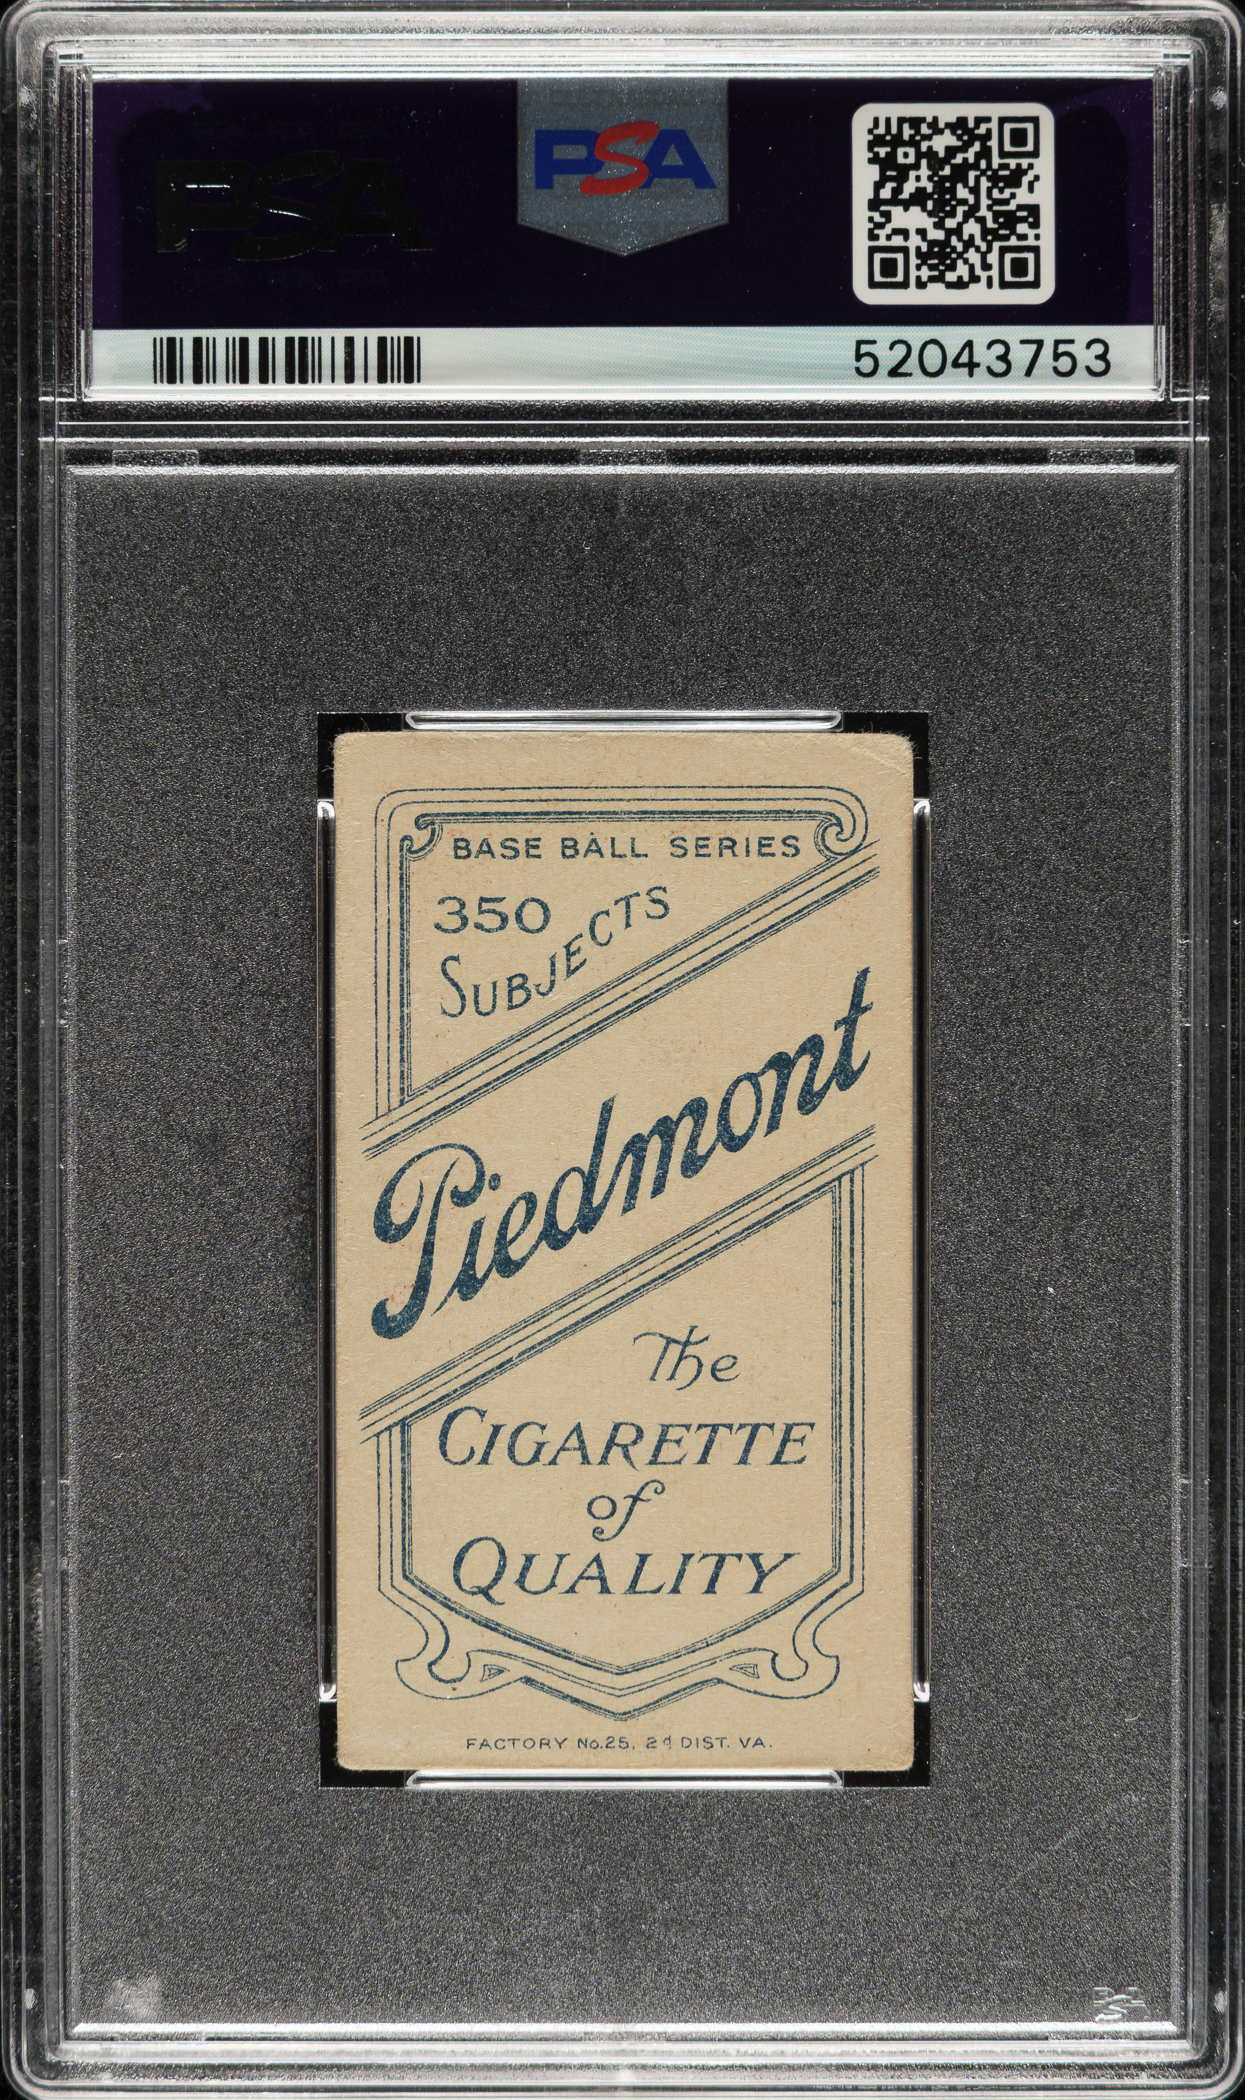 PSA
PSA
52043753
BASE BALL SERIES
350
SUBJECTS
Piedmont
The
CIGARETTE
of
QUALITY
FACTORY No.25, 2d DIST. VA.